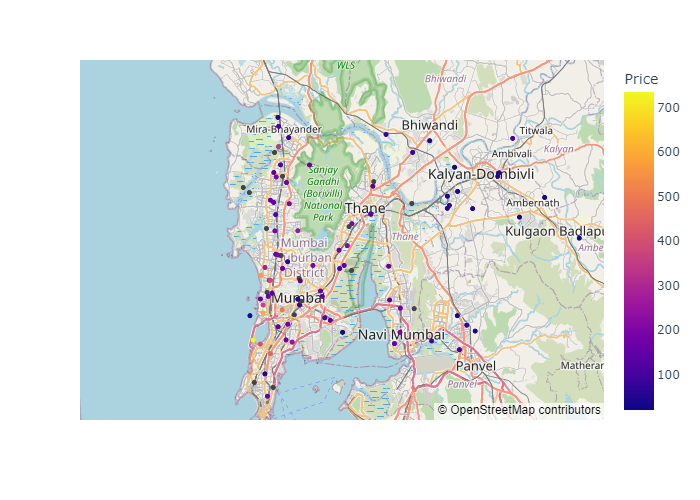 WLS
Bhiwandi
Price
Mira-Bhayander
Bhiwandi
Titwala
700
Ambivali
Kalyan
Sanjay
Gandhi
(Borivili)
National
Park
Kalyan-Dombivli
600
Thane
Ambernath
500
Thane
Kulgaon Badlapu
Mumbai
Suburban
District
Ambe
400
Mumbai
300
Navi Mumbai
Panvel
Matheran
200
Panvel
100
© OpenStreetMap contributors